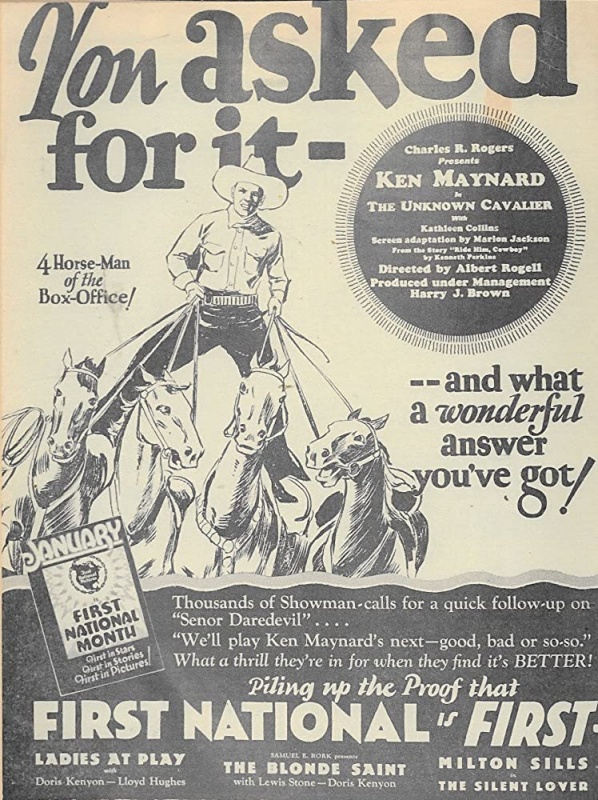 You asked
for it-
Charles R. Rogers
Presents
KEN MAYNARD
In
THE UNKNOWN CAVALIER
With
Kathleen Collins
Screen adaptation by Marion Jackson
From the Story "Ride Him, Cowboy"
by Kenneth Perkins
Directed by Albert Rogell
Produced under Management
Harry J. Brown
4 Horse-Man
of the
Box-Office!
--and what
a wonderful
answer
you've got!
JANUARY
FIRST
NATIONAL
MONTH
First in Stars
First in Stories
First in Pictures!
Thousands of Showman-calls for a quick follow-up on
"Senor Daredevil" . . . .
"We'll play Ken Maynard's next—good, bad or so-so."
What a thrill they're in for when they find it's BETTER!
Piling up the Proof that
FIRST NATIONAL is FIRST-
LADIES AT PLAY
with
Doris Kenyon—Lloyd Hughes
SAMUEL E. RORK presents
THE BLONDE SAINT
with Lewis Stone—Doris Kenyon
MILTON SILLS
in
THE SILENT LOVER